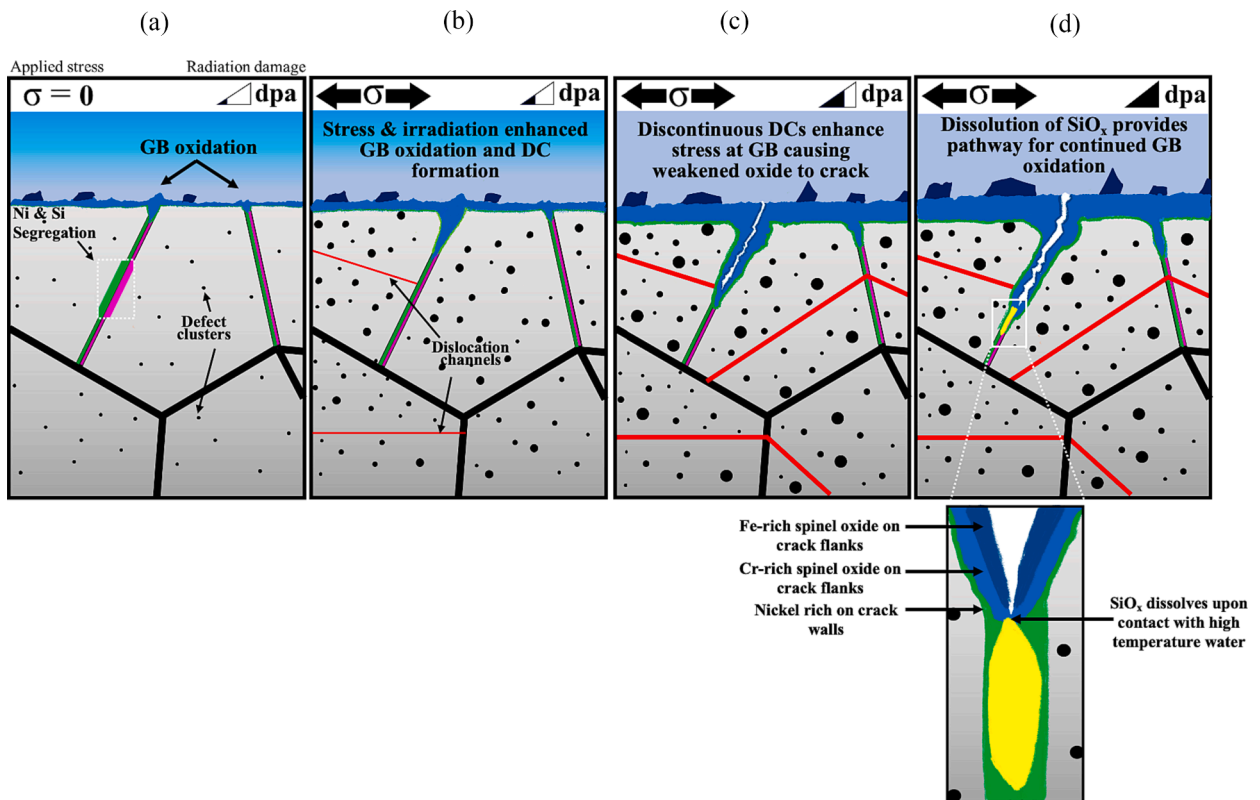 (a)
(b)
(c)
(d)
Applied stress
Radiation damage
σ = 0
dpa
GB oxidation
Ni & Si
Segregation
Defect
clusters
σ
dpa
Stress & irradiation enhanced
GB oxidation and DC
formation
Dislocation
channels
σ
dpa
Discontinuous DCs enhance
stress at GB causing
weakened oxide to crack
σ
dpa
Dissolution of SiOₓ provides
pathway for continued GB
oxidation
Fe-rich spinel oxide on
crack flanks
Cr-rich spinel oxide on
crack flanks
Nickel rich on crack
walls
SiOₓ dissolves upon
contact with high
temperature water